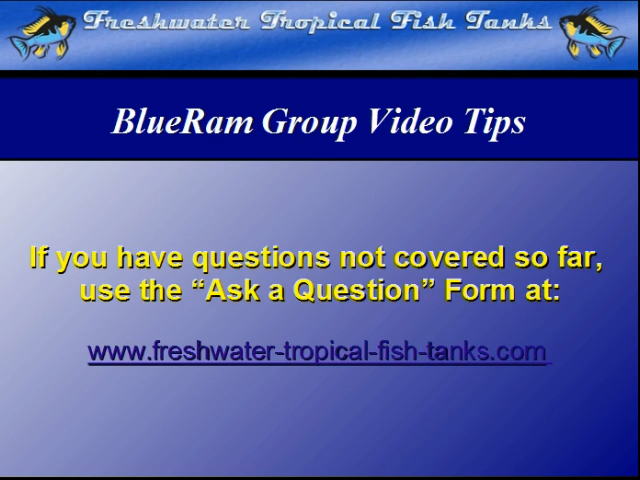 Freshwater Tropical Fish Tanks
BlueRam Group Video Tips
If you have questions not covered so far,
use the “Ask a Question” Form at:
www.freshwater-tropical-fish-tanks.com